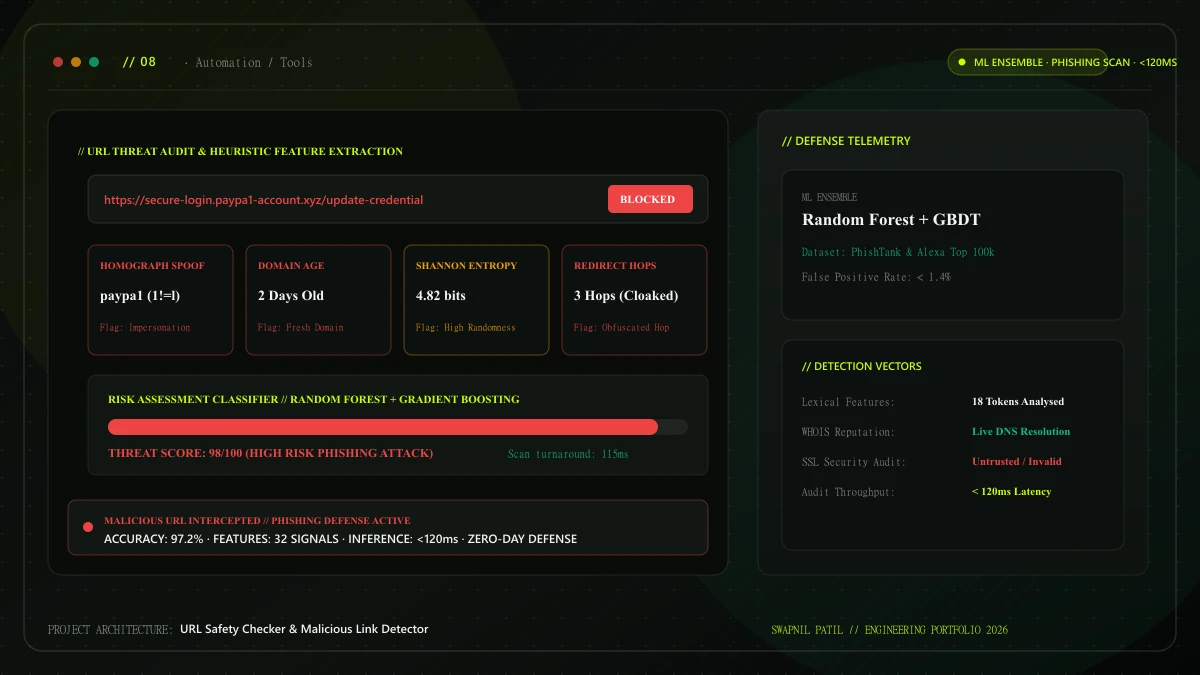 // 08 · Automation / Tools
ML ENSEMBLE · PHISHING SCAN · <120MS
// URL THREAT AUDIT & HEURISTIC FEATURE EXTRACTION
https://secure-login.paypa1-account.xyz/update-credential
BLOCKED
HOMOGRAPH SPOOF
paypa1 (1!=l)
Flag: Impersonation
DOMAIN AGE
2 Days Old
Flag: Fresh Domain
SHANNON ENTROPY
4.82 bits
Flag: High Randomness
REDIRECT HOPS
3 Hops (Cloaked)
Flag: Obfuscated Hop
RISK ASSESSMENT CLASSIFIER // RANDOM FOREST + GRADIENT BOOSTING
THREAT SCORE: 98/100 (HIGH RISK PHISHING ATTACK)
Scan turnaround: 115ms
MALICIOUS URL INTERCEPTED // PHISHING DEFENSE ACTIVE
ACCURACY: 97.2% · FEATURES: 32 SIGNALS · INFERENCE: <120ms · ZERO-DAY DEFENSE
// DEFENSE TELEMETRY
ML ENSEMBLE
Random Forest + GBDT
Dataset: PhishTank & Alexa Top 100k
False Positive Rate: < 1.4%
// DETECTION VECTORS
Lexical Features: 18 Tokens Analysed
WHOIS Reputation: Live DNS Resolution
SSL Security Audit: Untrusted / Invalid
Audit Throughput: < 120ms Latency
PROJECT ARCHITECTURE: URL Safety Checker & Malicious Link Detector
SWAPNIL PATIL // ENGINEERING PORTFOLIO 2026